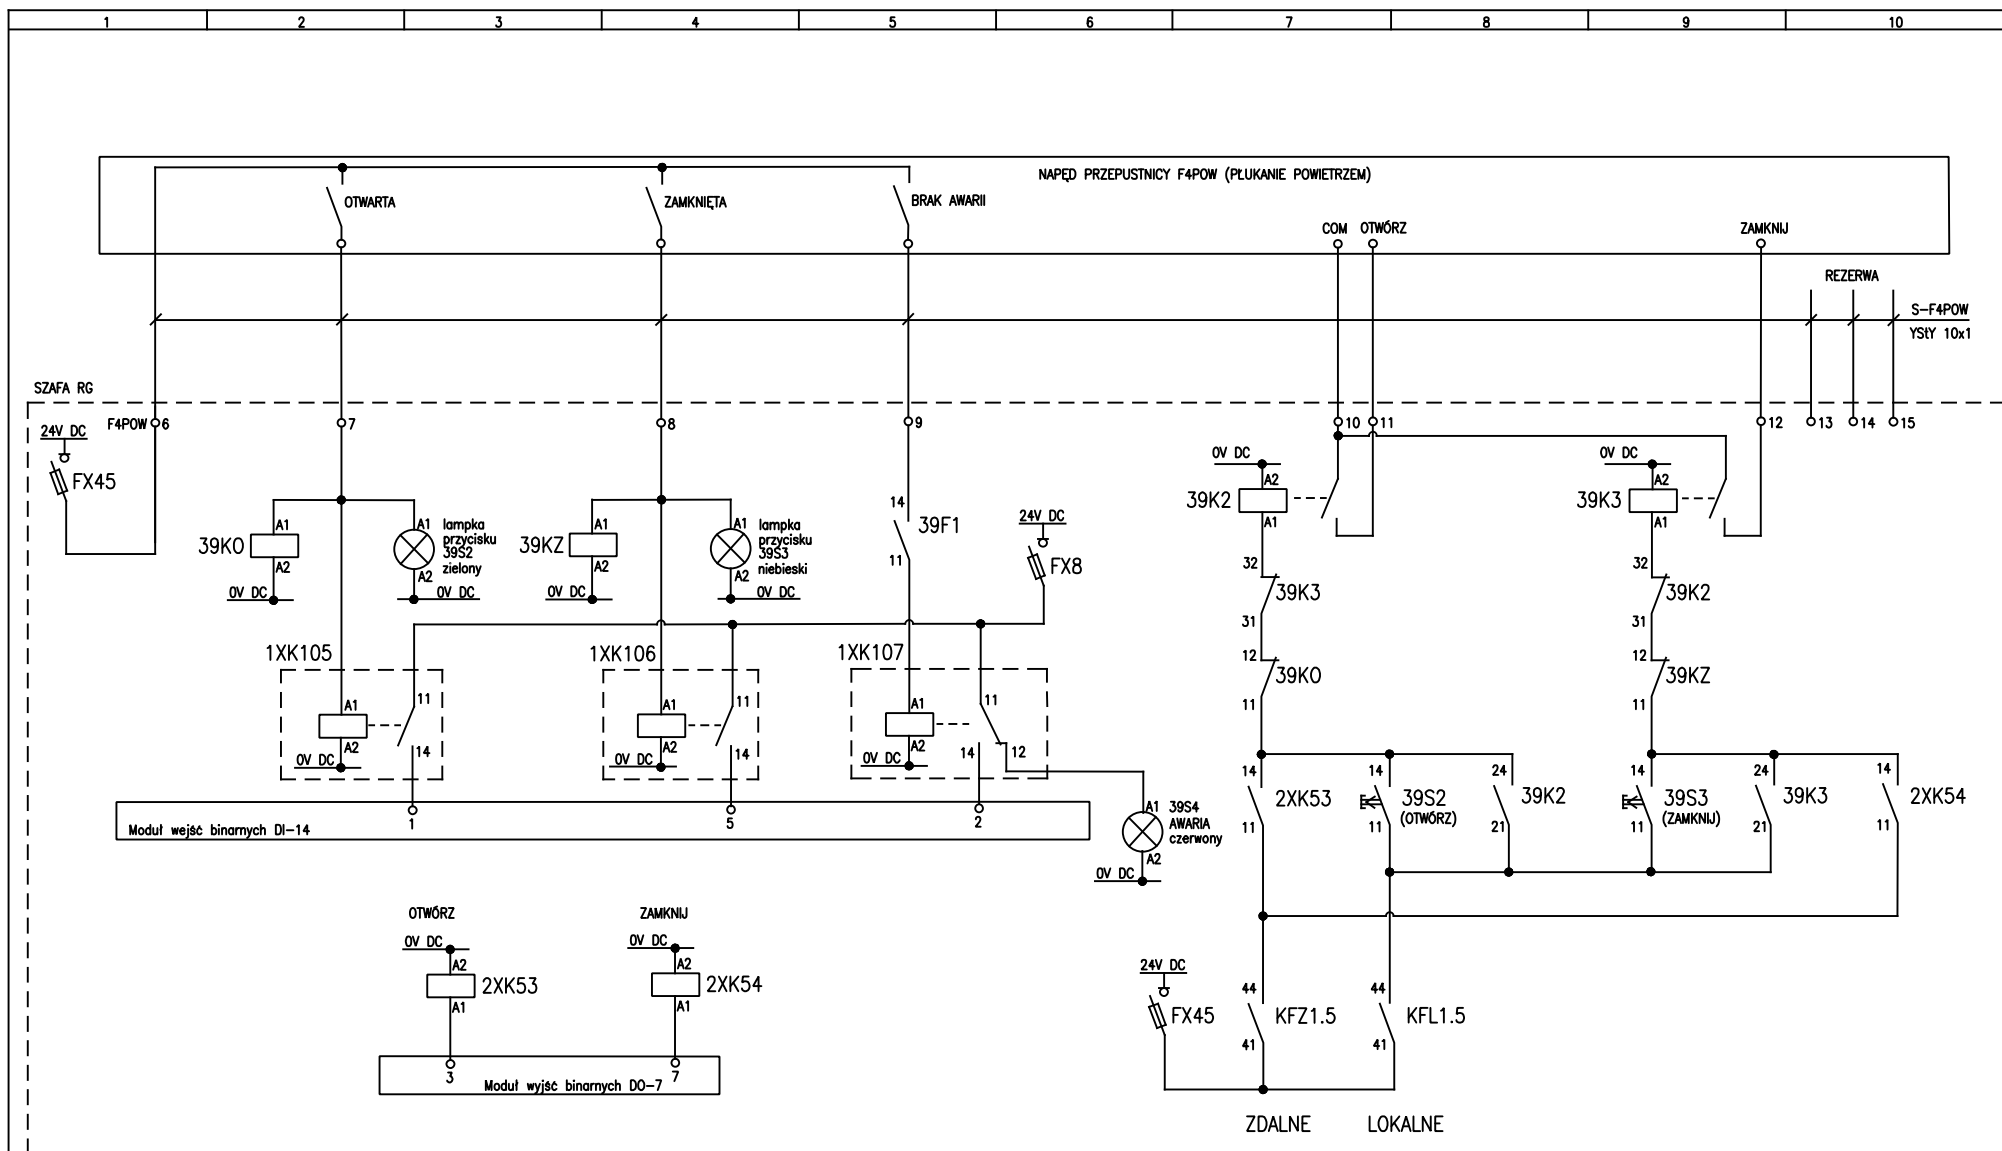 1 2 3 4 5 6 7 8 9 10
NAPĘD PRZEPUSTNICY F4POW (PŁUKANIE POWIETRZEM)
OTWARTA
ZAMKNIĘTA
BRAK AWARII
COM OTWÓRZ
ZAMKNIJ
REZERWA
S-F4POW
YStY 10x1
SZAFA RG
F4POW 6
7
8
9
10
11
12
13
14
15
24V DC
FX45
39KO
A1
A2
0V DC
A1
A2
0V DC
lampka
przycisku
39S2
zielony
39KZ
A1
A2
0V DC
A1
A2
0V DC
lampka
przycisku
39S3
niebieski
14
39F1
11
24V DC
FX8
0V DC
A2
39K2
A1
32
39K3
31
12
39KO
11
0V DC
A2
39K3
A1
32
39K2
31
12
39KZ
11
1XK105
A1
A2
0V DC
11
14
1XK106
A1
A2
0V DC
11
14
1XK107
A1
A2
0V DC
11
14
12
1
5
2
Moduł wejść binarnych DI-14
A1
A2
0V DC
39S4
AWARIA
czerwony
14
2XK53
11
14
39S2
(OTWÓRZ)
11
24
39K2
21
14
39S3
(ZAMKNIJ)
11
24
39K3
21
14
2XK54
11
OTWÓRZ
0V DC
A2
2XK53
A1
3
ZAMKNIJ
0V DC
A2
2XK54
A1
7
Moduł wyjść binarnych DO-7
24V DC
FX45
44
KFZ1.5
41
44
KFL1.5
41
ZDALNE
LOKALNE